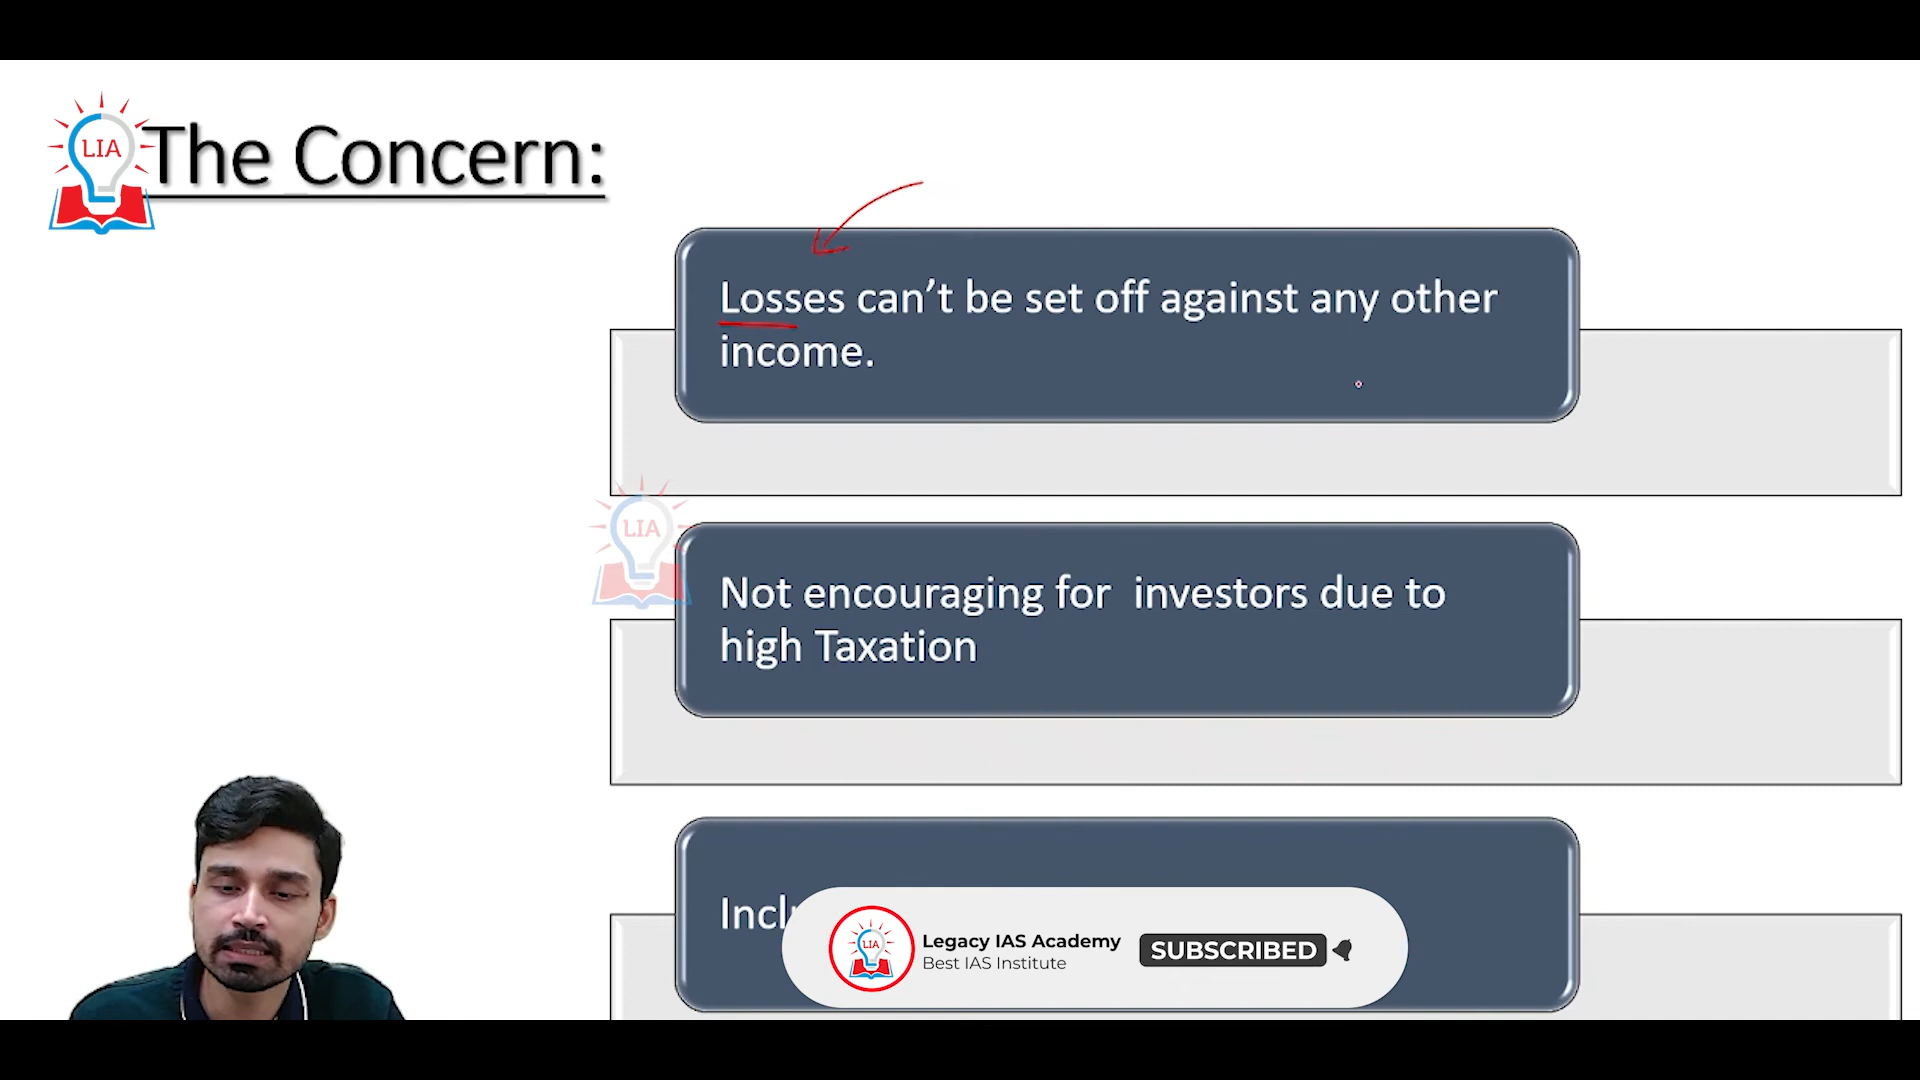 LIA
The Concern:
Losses can’t be set off against any other
income.
LIA
Not encouraging for investors due to
high Taxation
LIA
Legacy IAS Academy
Best IAS Institute
SUBSCRIBED